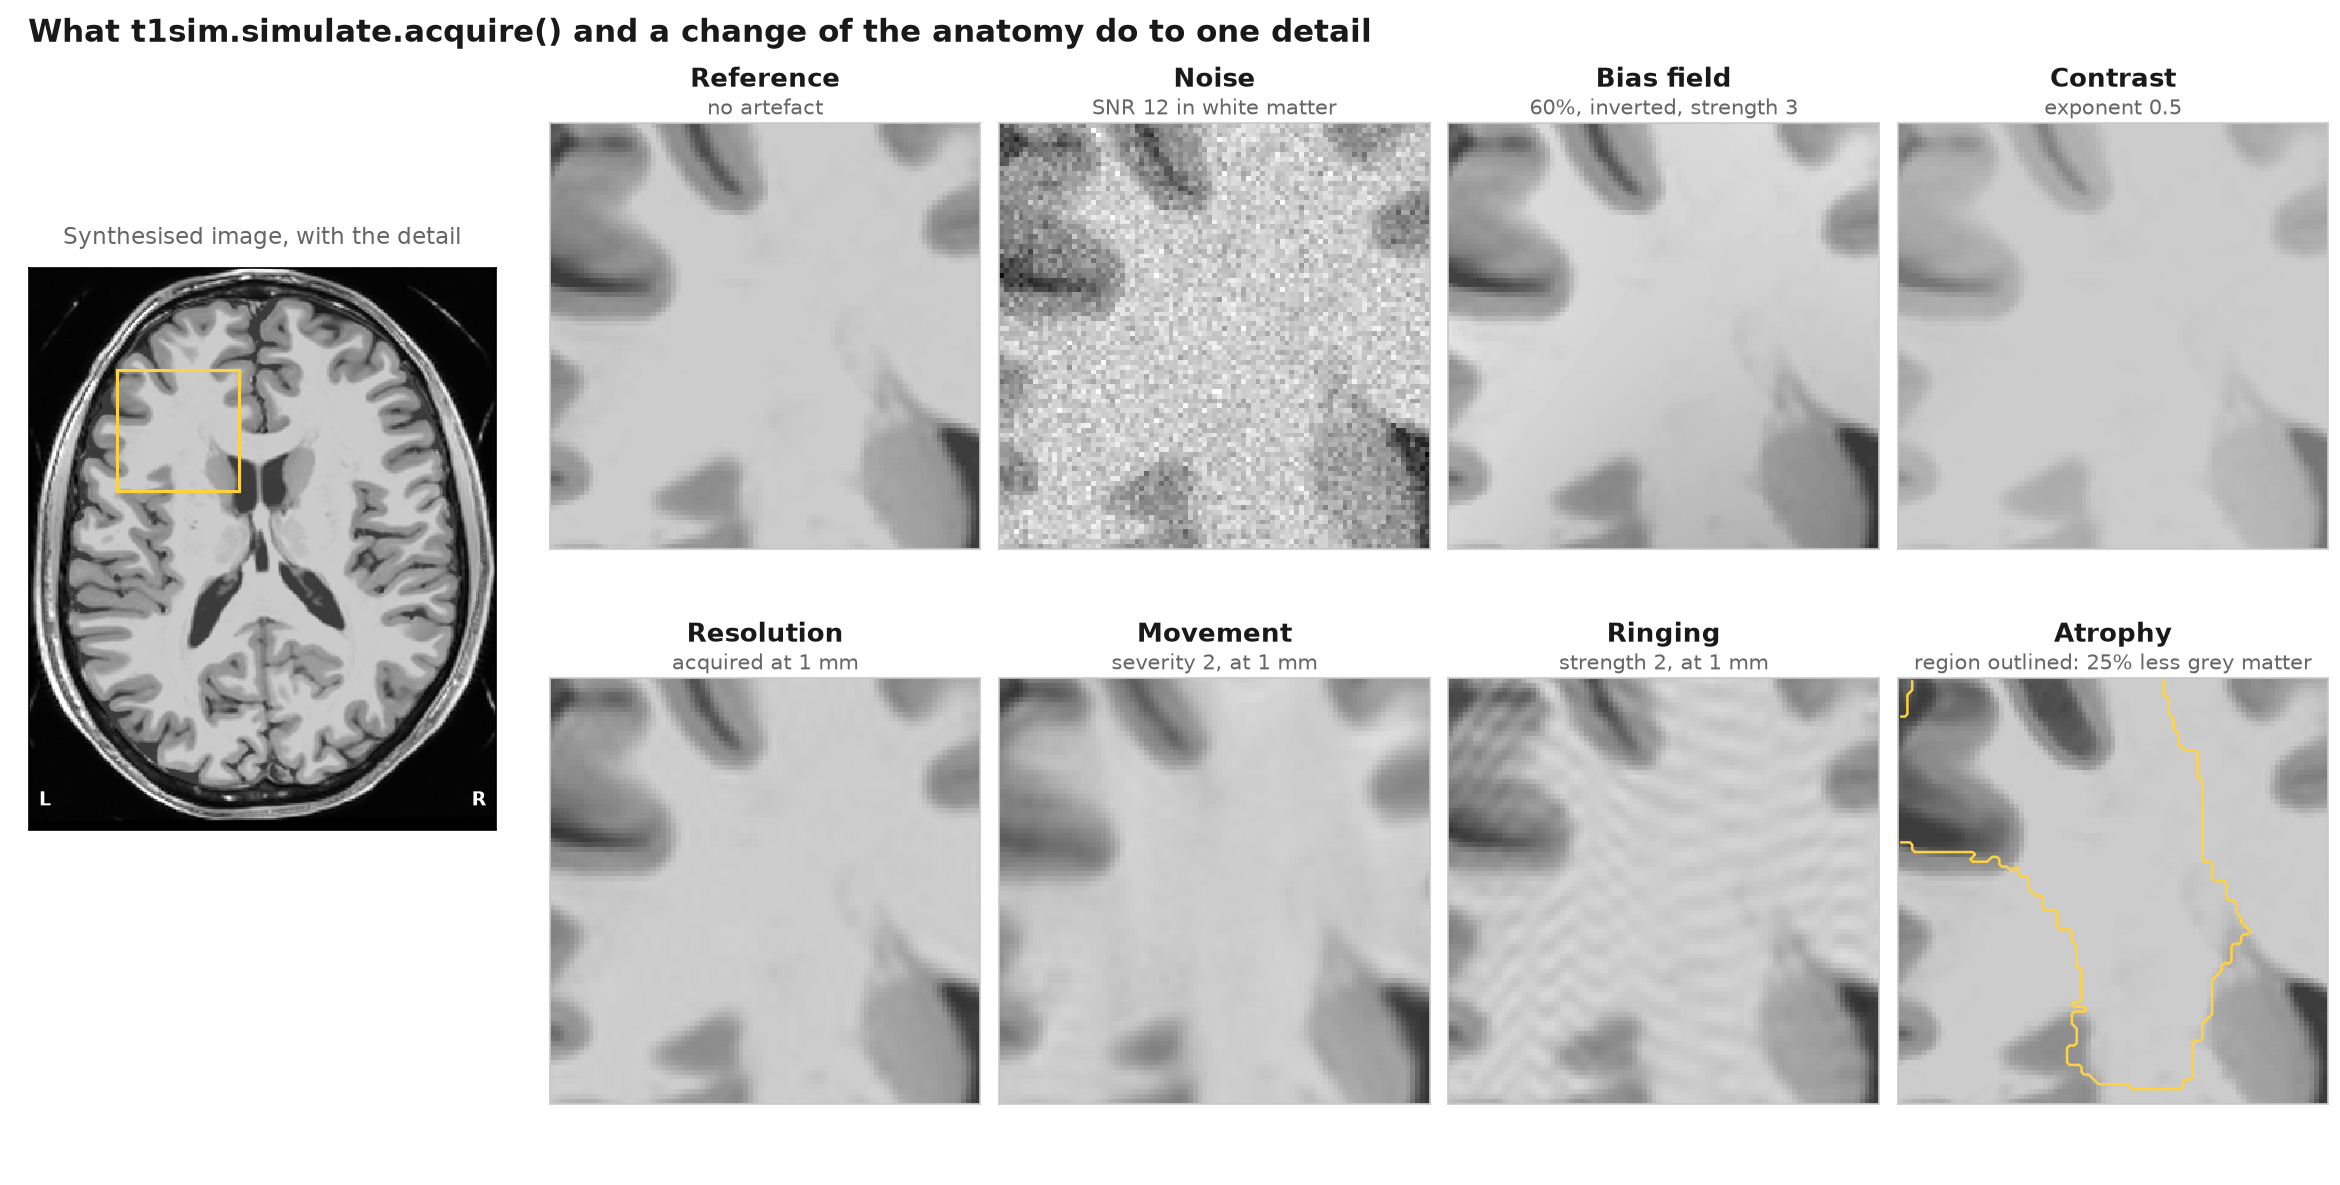 What t1sim.simulate.acquire() and a change of the anatomy do to one detail
Synthesised image, with the detail
L
R
Reference
no artefact
Noise
SNR 12 in white matter
Bias field
60%, inverted, strength 3
Contrast
exponent 0.5
Resolution
acquired at 1 mm
Movement
severity 2, at 1 mm
Ringing
strength 2, at 1 mm
Atrophy
region outlined: 25% less grey matter